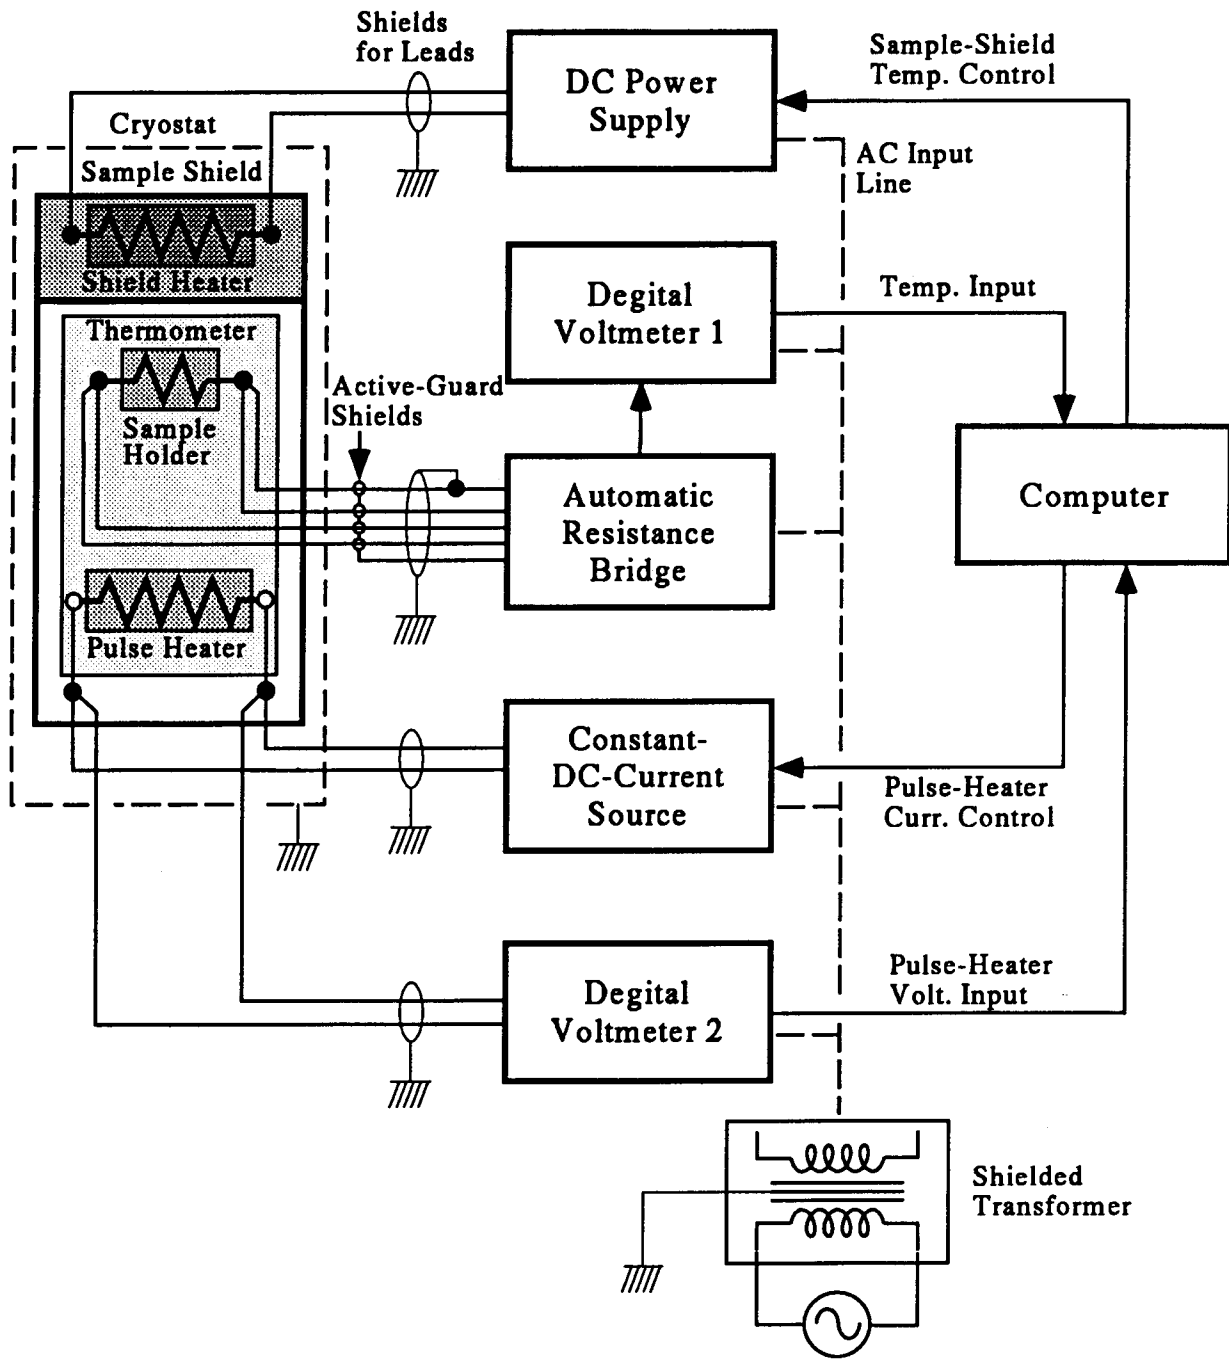 Shields
for Leads
DC Power
Supply
Sample-Shield
Temp. Control
Cryostat
AC Input
Line
Sample Shield
Shield Heater
Degital
Voltmeter 1
Temp. Input
Thermometer
Active-Guard
Shields
Sample
Holder
Automatic
Resistance
Bridge
Computer
Pulse Heater
Constant-
DC-Current
Source
Pulse-Heater
Curr. Control
Degital
Voltmeter 2
Pulse-Heater
Volt. Input
Shielded
Transformer